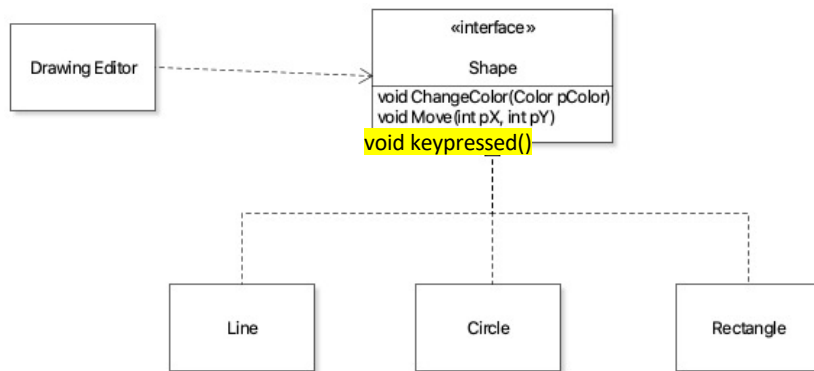 «interface»
Drawing Editor
Shape
void ChangeColor(Color pColor)
void Move(int pX, int pY)
void keypressed()
Line
Circle
Rectangle